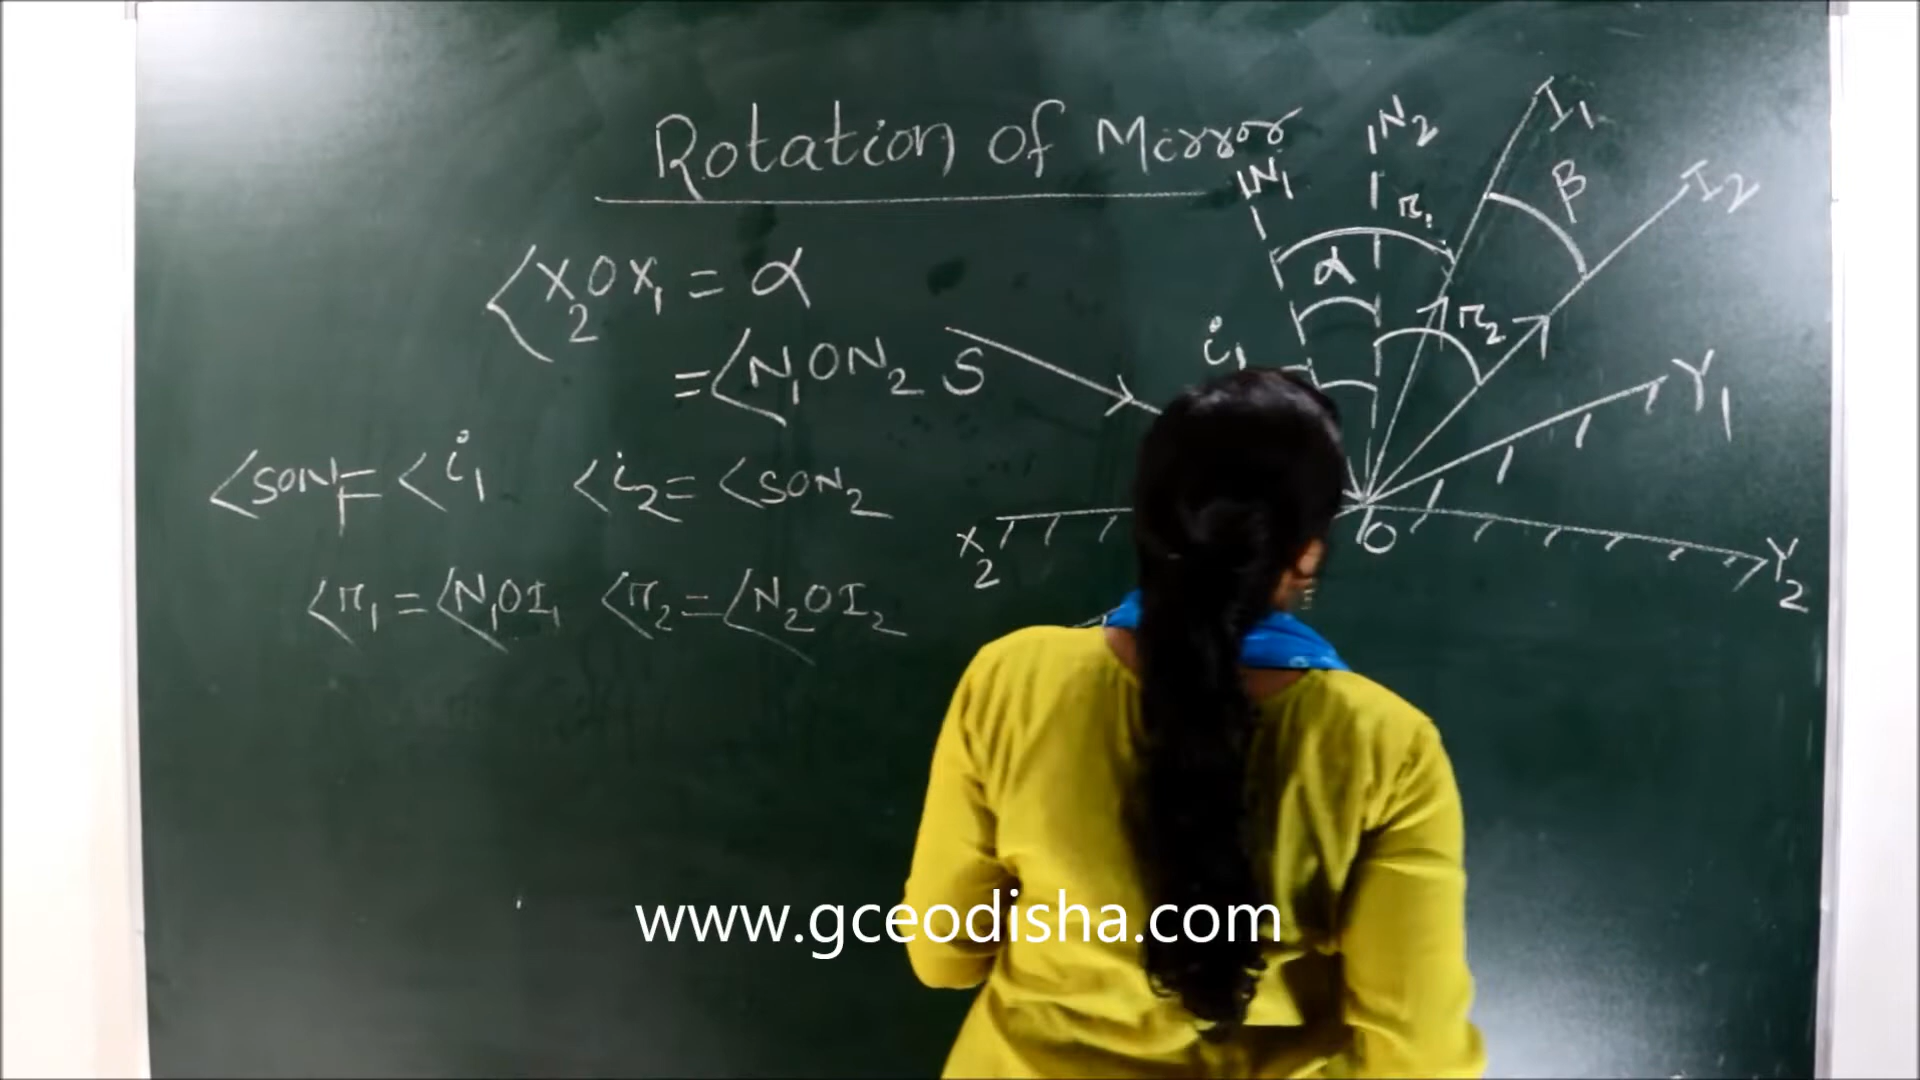 Rotation of Mirror
<X₂OX₁ = α
= <N₁ON₂
<SON₁ = <i₁ <i₂ = <SON₂
<r₁ = <N₁OI₁ <r₂ = <N₂OI₂
N₁ N₂ I₁
r₁ β I₂
α
i₁ r₂
S Y₁
X₂ O Y₂
www.gceodisha.com